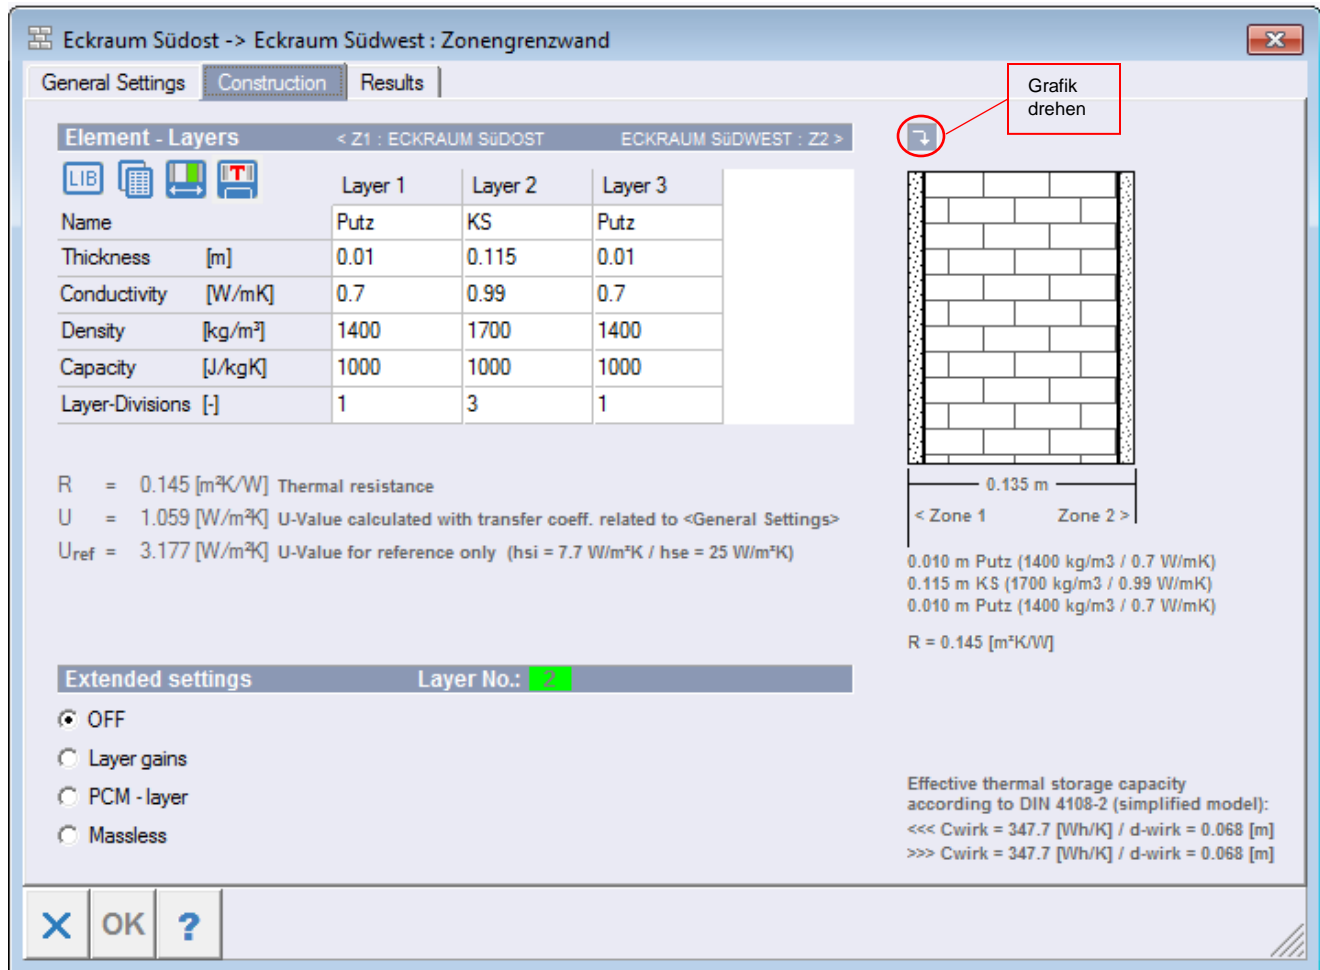 Eckraum Südost -> Eckraum Südwest : Zonengrenzwand
General Settings Construction Results
Grafik
drehen
Element - Layers < Z1 : ECKRAUM SüDOST ECKRAUM SüDWEST : Z2 >
LIB T Layer 1 Layer 2 Layer 3
Name Putz KS Putz
Thickness [m] 0.01 0.115 0.01
Conductivity [W/mK] 0.7 0.99 0.7
Density [kg/m³] 1400 1700 1400
Capacity [J/kgK] 1000 1000 1000
Layer-Divisions [-] 1 3 1
R = 0.145 [m²K/W] Thermal resistance
U = 1.059 [W/m²K] U-Value calculated with transfer coeff. related to <General Settings>
Uref = 3.177 [W/m²K] U-Value for reference only (hsi = 7.7 W/m²K / hse = 25 W/m²K)
0.135 m
< Zone 1 Zone 2 >
0.010 m Putz (1400 kg/m3 / 0.7 W/mK)
0.115 m KS (1700 kg/m3 / 0.99 W/mK)
0.010 m Putz (1400 kg/m3 / 0.7 W/mK)
R = 0.145 [m²K/W]
Extended settings Layer No.: 2
OFF
Layer gains
PCM - layer
Massless
Effective thermal storage capacity
according to DIN 4108-2 (simplified model):
<<< Cwirk = 347.7 [Wh/K] / d-wirk = 0.068 [m]
>>> Cwirk = 347.7 [Wh/K] / d-wirk = 0.068 [m]
OK ?